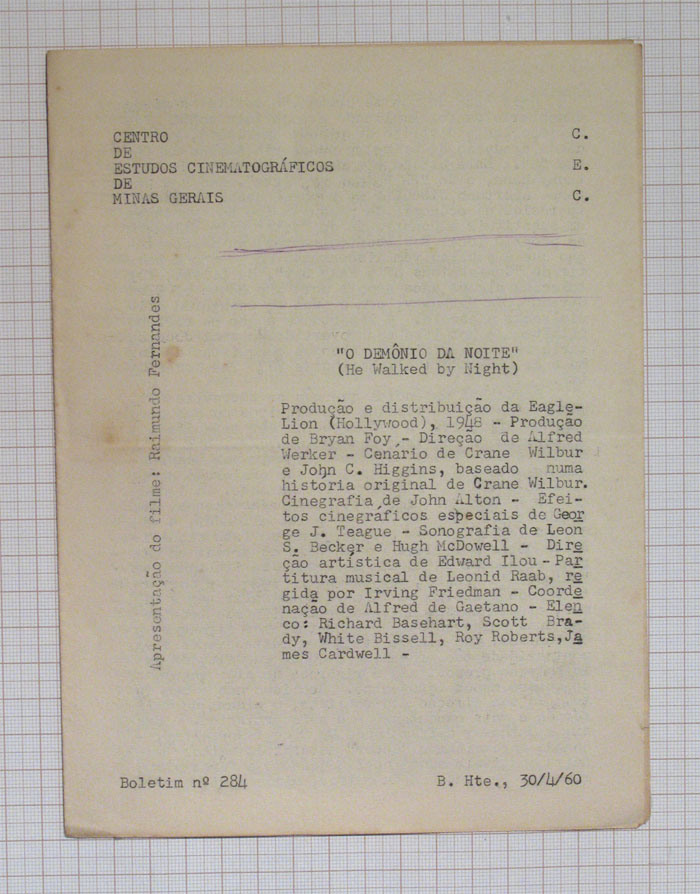 CENTRO C.
DE
ESTUDOS CINEMATOGRÁFICOS E.
DE
MINAS GERAIS C.
Apresentação do filme: Raimundo Fernandes
"O DEMÔNIO DA NOITE"
(He Walked by Night)
Produção e distribuição da Eagle-
Lion (Hollywood), 1948 - Produção
de Bryan Foy - Direção de Alfred
Werker - Cenario de Crane Wilbur
e John C. Higgins, baseado numa
historia original de Crane Wilbur.
Cinegrafia de John Alton - Efei-
tos cinegráficos especiais de Geor
ge J. Teague - Sonografia de Leon
S. Becker e Hugh McDowell - Dire
ção artística de Edward Ilou - Par
titura musical de Leonid Raab, re
gida por Irving Friedman - Coorde
nação de Alfred de Gaetano - Elen
co: Richard Basehart, Scott Bra-
dy, White Bissell, Roy Roberts, Ja
mes Cardwell -
Boletim nº 284 B. Hte., 30/4/60